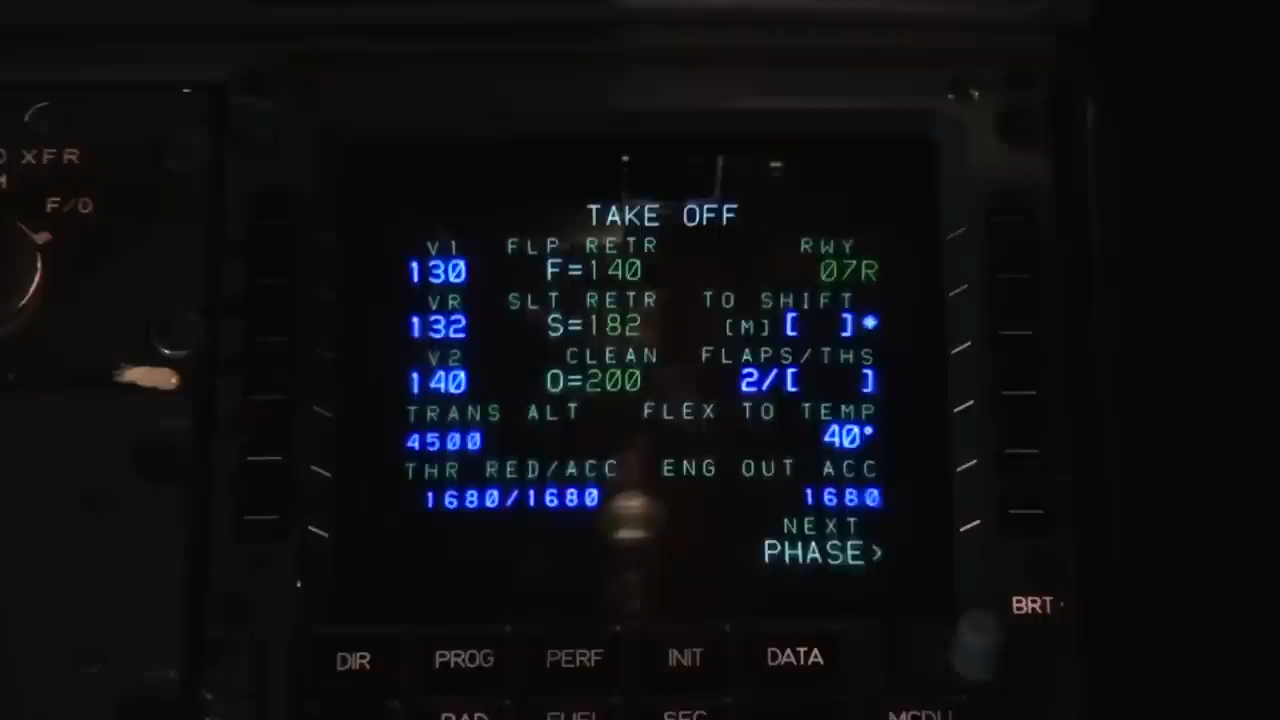 XFR
F/O
TAKE OFF
V1 FLP RETR RWY
130 F=140 07R
VR SLT RETR TO SHIFT
132 S=182 [M][ ]*
V2 CLEAN FLAPS/THS
140 O=200 2/[ ]
TRANS ALT FLEX TO TEMP
4500 40°
THR RED/ACC ENG OUT ACC
1680/1680 1680
NEXT
PHASE>
BRT
DIR PROG PERF INIT DATA
RAD FUEL SEC MCDU